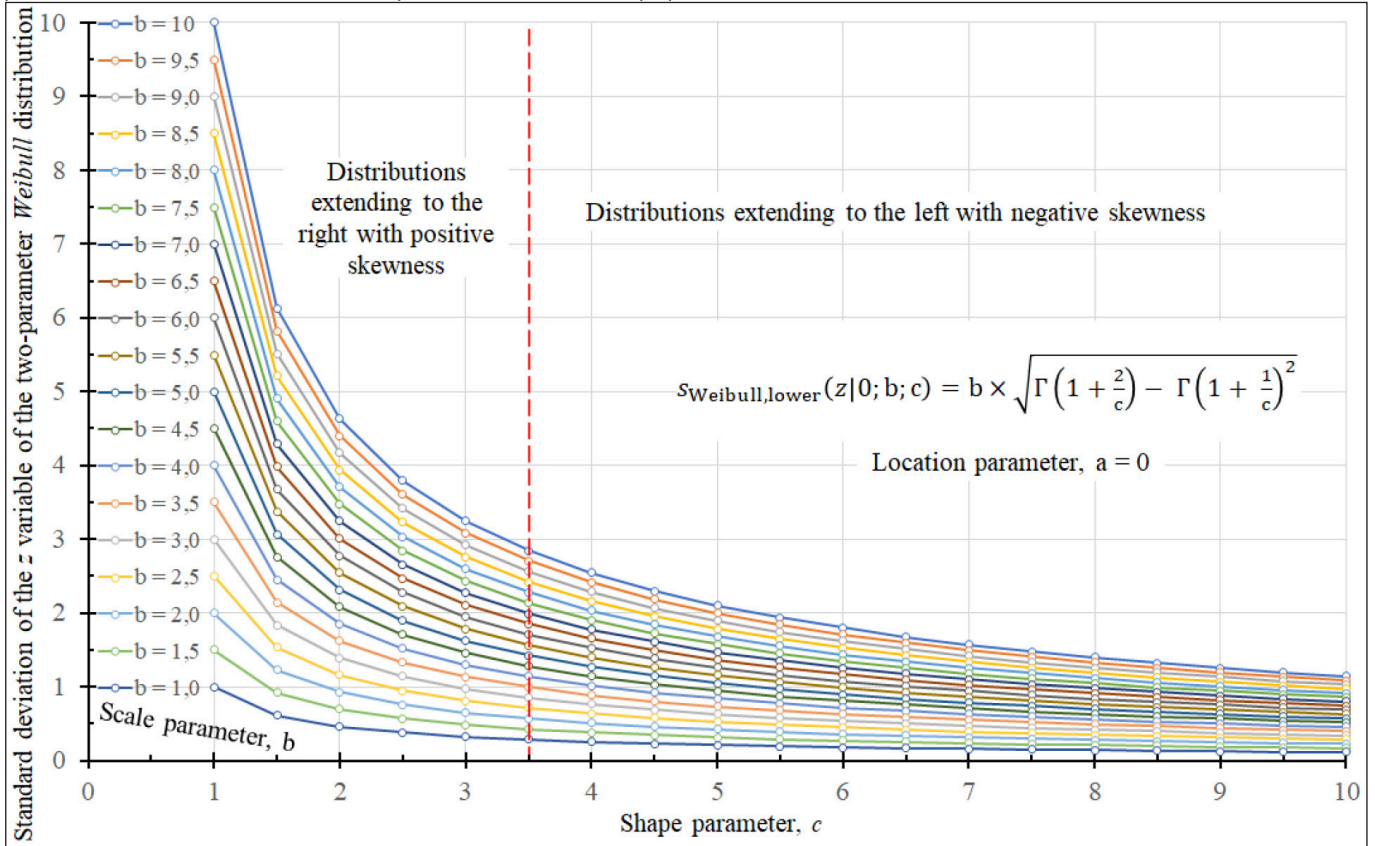 Standard deviation of the z variable of the two-parameter Weibull distribution
10
9
8
7
6
5
4
3
2
1
0
b = 10
b = 9,5
b = 9,0
b = 8,5
b = 8,0
b = 7,5
b = 7,0
b = 6,5
b = 6,0
b = 5,5
b = 5,0
b = 4,5
b = 4,0
b = 3,5
b = 3,0
b = 2,5
b = 2,0
b = 1,5
b = 1,0
Scale parameter, b
Distributions
extending to the
right with positive
skewness
Distributions extending to the left with negative skewness
s_Weibull,lower(z|0; b; c) = b × √(Γ(1 + 2/c) − Γ(1 + 1/c)²)
Location parameter, a = 0
0 1 2 3 4 5 6 7 8 9 10
Shape parameter, c